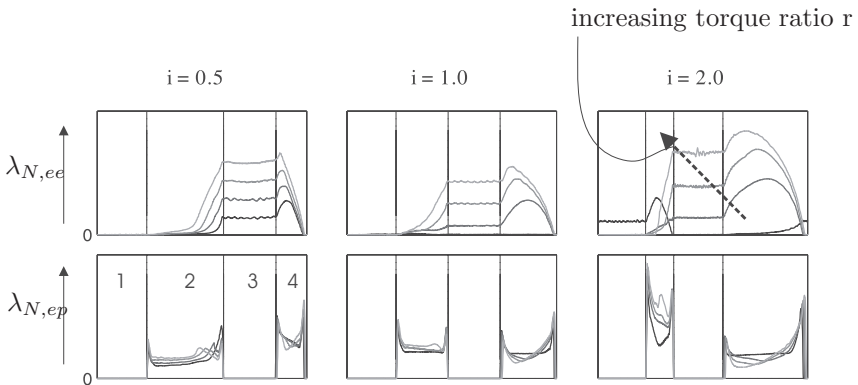 increasing torque ratio r
i = 0.5
i = 1.0
i = 2.0
λN,ee
0
1
2
3
4
λN,ep
0